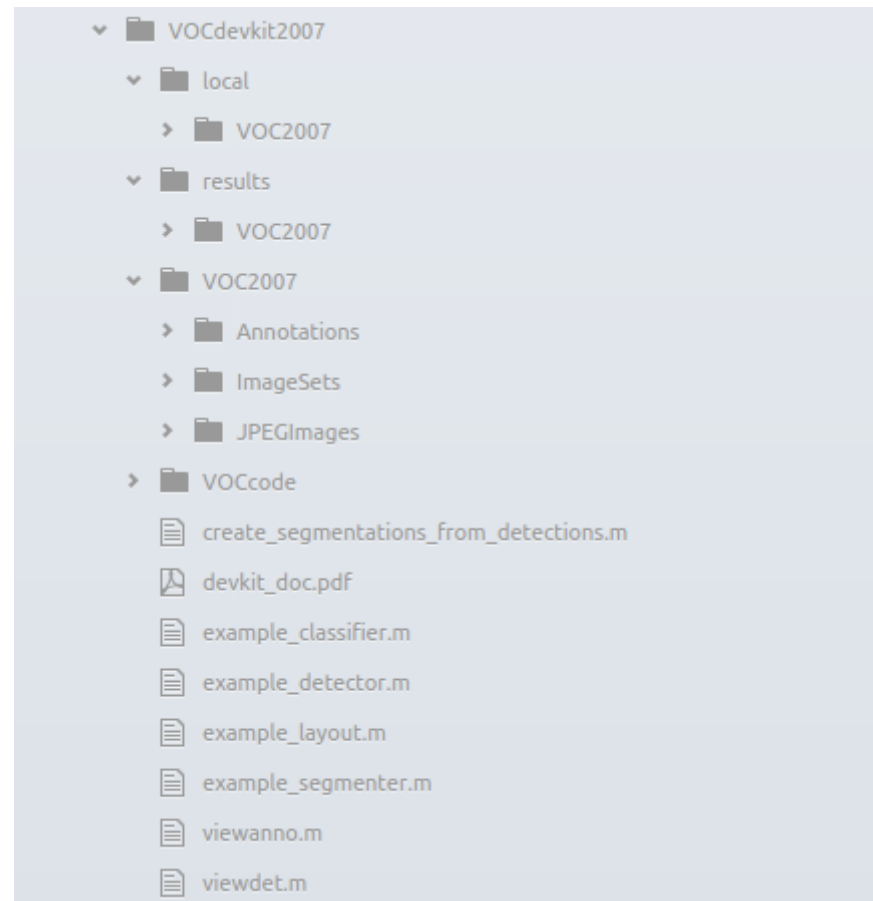 VOCdevkit2007
local
VOC2007
results
VOC2007
VOC2007
Annotations
ImageSets
JPEGImages
VOCcode
create_segmentations_from_detections.m
devkit_doc.pdf
example_classifier.m
example_detector.m
example_layout.m
example_segmenter.m
viewanno.m
viewdet.m